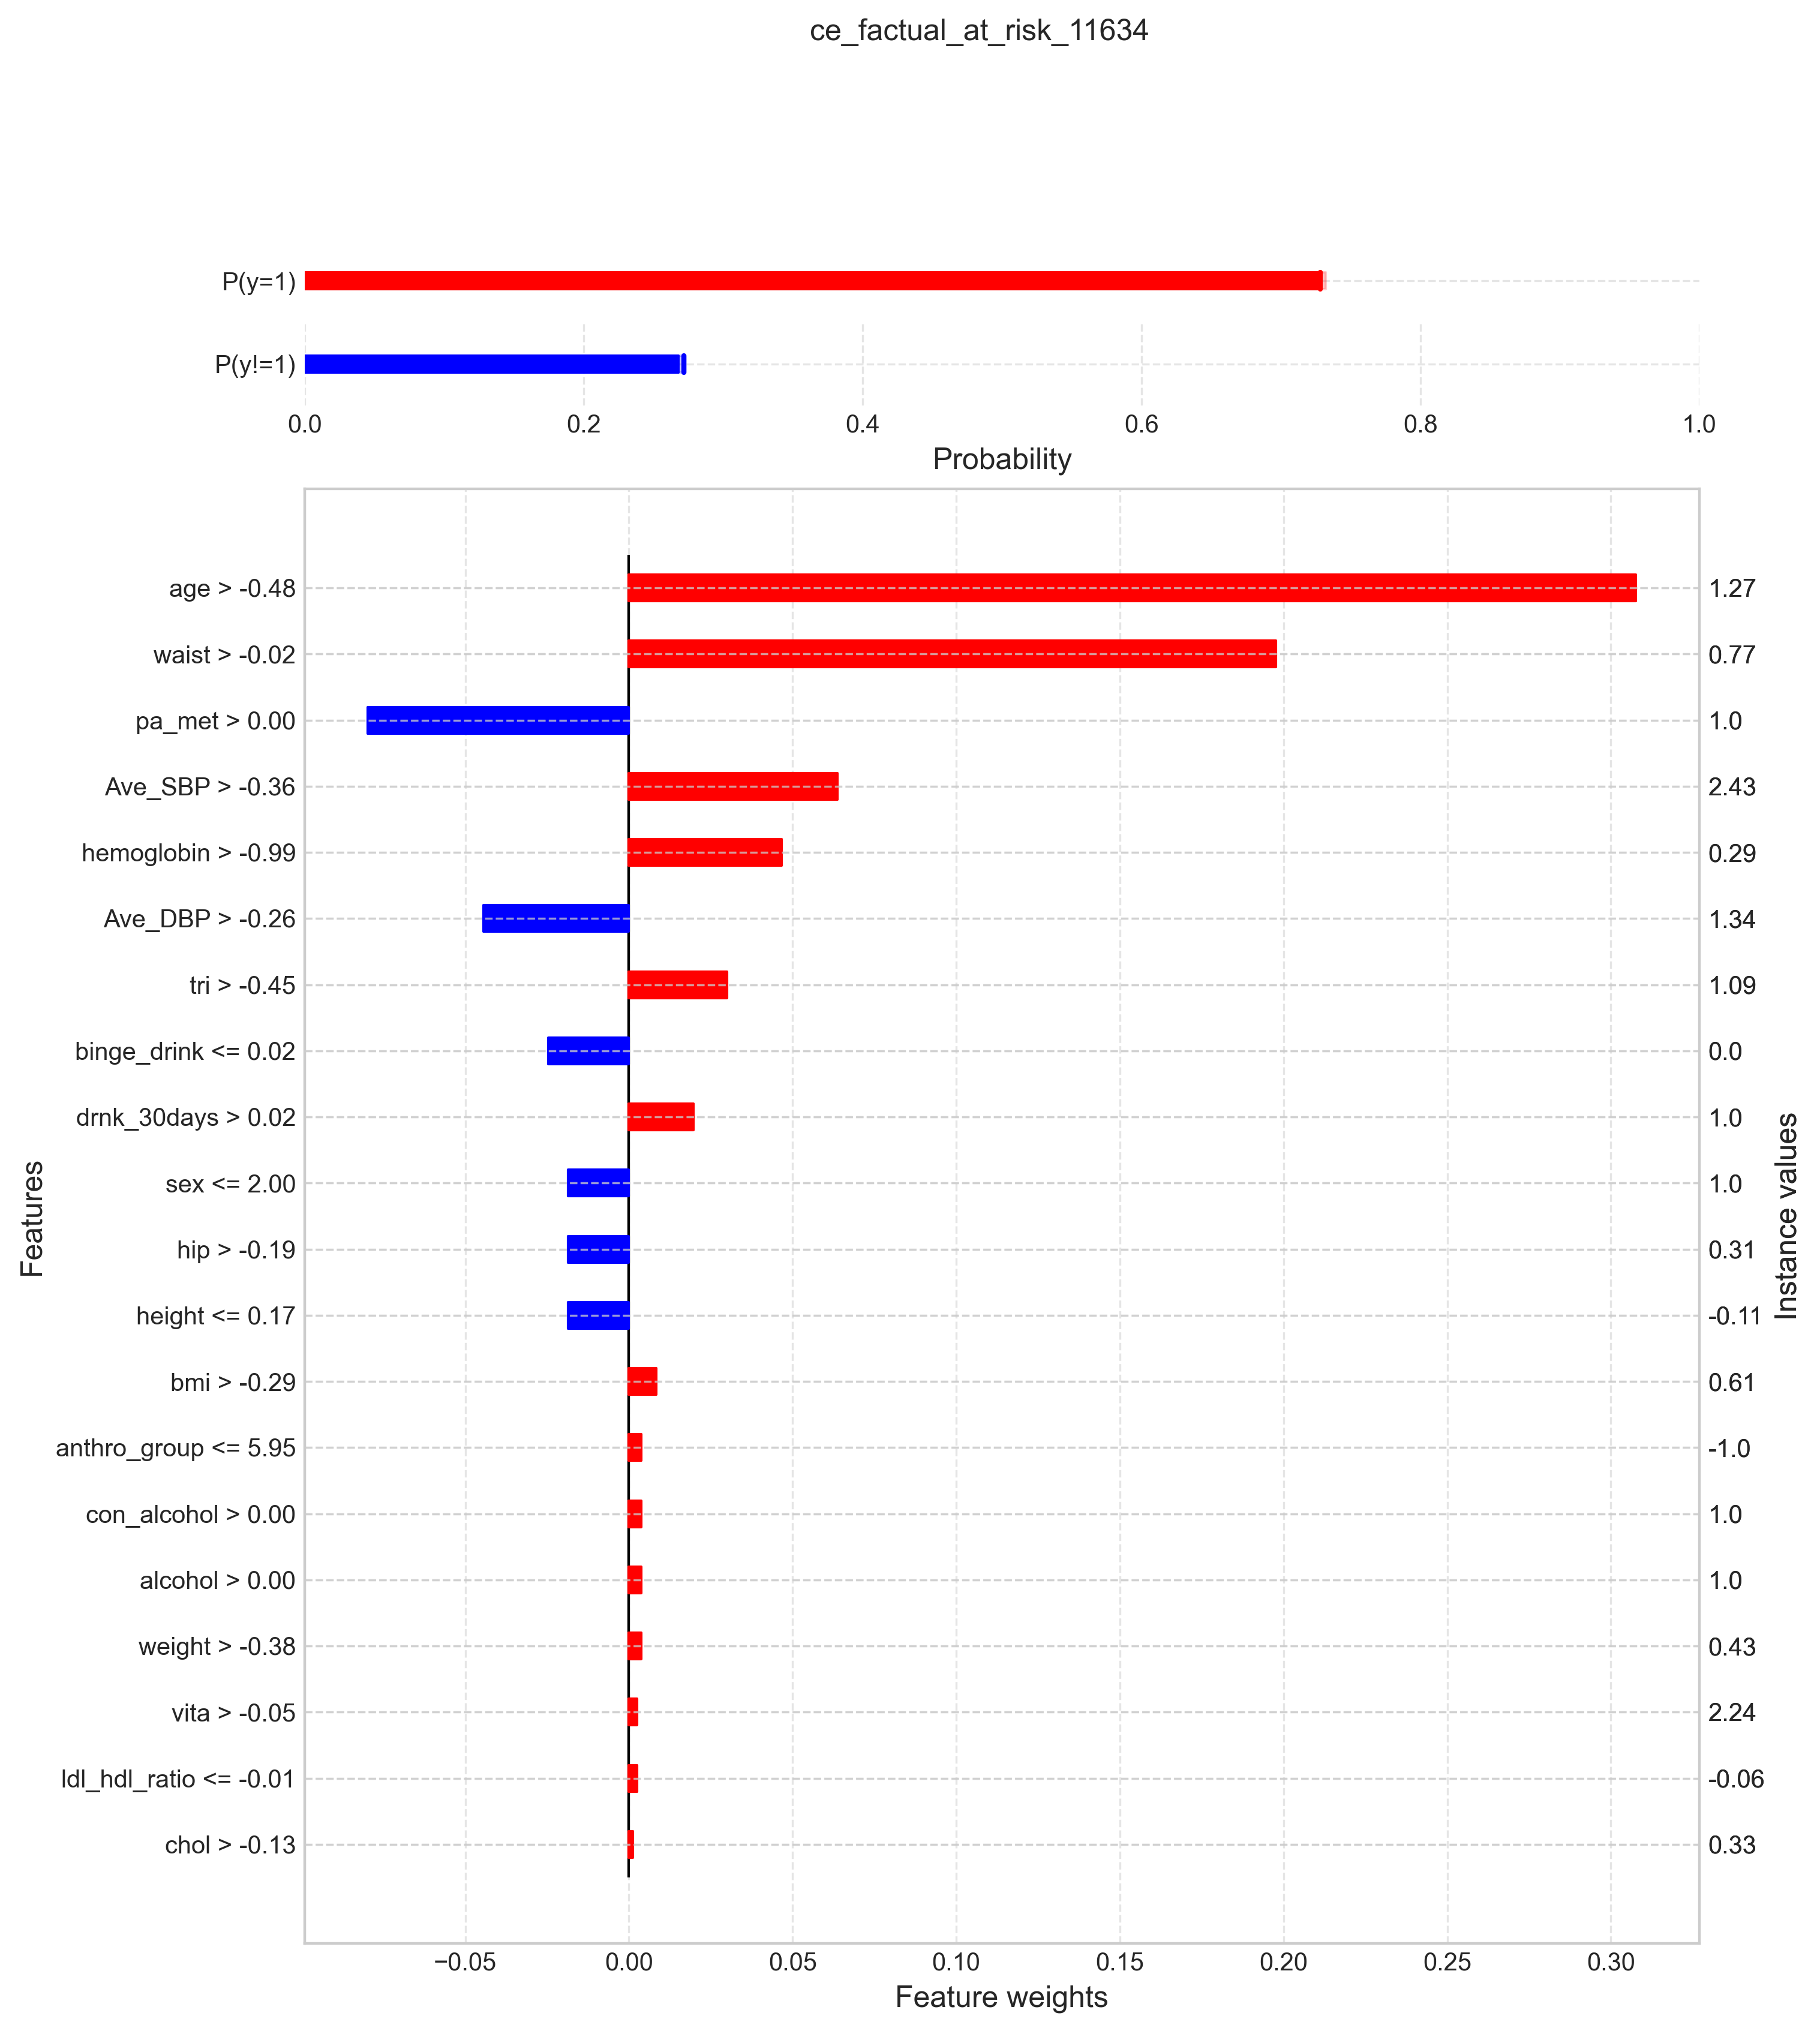 ce_factual_at_risk_11634
P(y=1)
P(y!=1)
0.0 0.2 0.4 0.6 0.8 1.0
Probability
age > -0.48 1.27
waist > -0.02 0.77
pa_met > 0.00 1.0
Ave_SBP > -0.36 2.43
hemoglobin > -0.99 0.29
Ave_DBP > -0.26 1.34
tri > -0.45 1.09
binge_drink <= 0.02 0.0
drnk_30days > 0.02 1.0
sex <= 2.00 1.0
hip > -0.19 0.31
height <= 0.17 -0.11
bmi > -0.29 0.61
anthro_group <= 5.95 -1.0
con_alcohol > 0.00 1.0
alcohol > 0.00 1.0
weight > -0.38 0.43
vita > -0.05 2.24
ldl_hdl_ratio <= -0.01 -0.06
chol > -0.13 0.33
Features
Instance values
−0.05 0.00 0.05 0.10 0.15 0.20 0.25 0.30
Feature weights